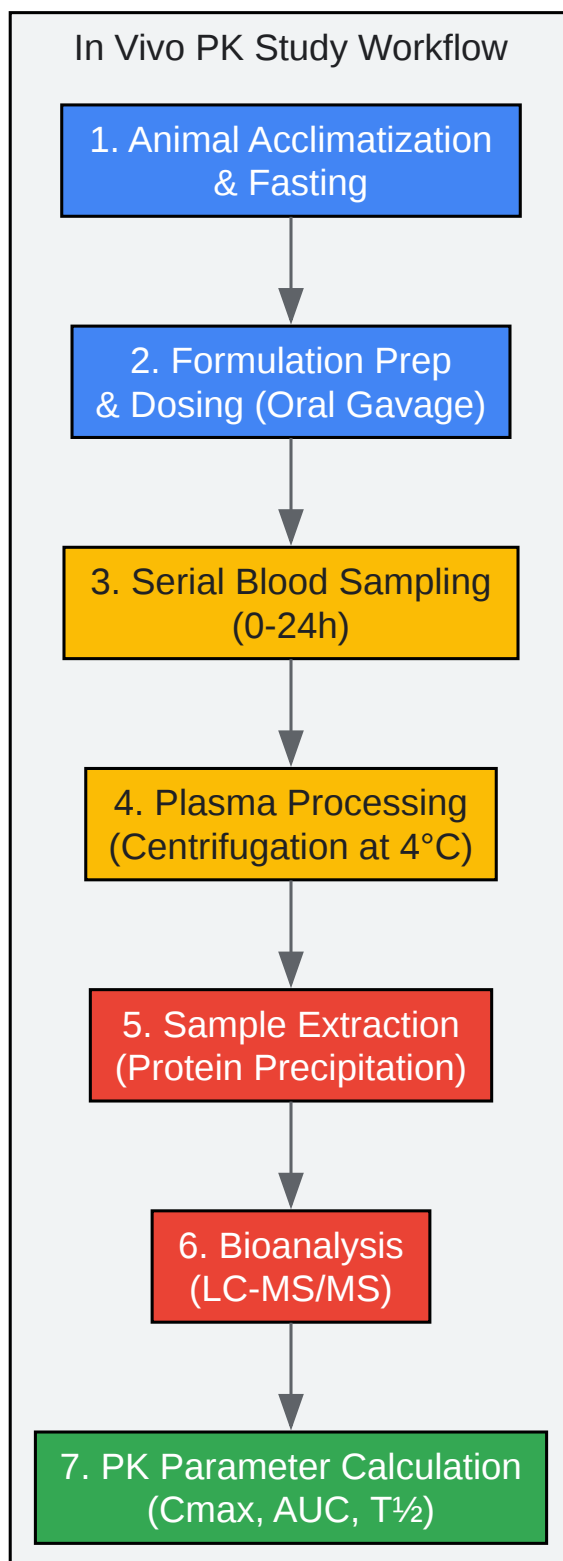 In Vivo PK Study Workflow
1. Animal Acclimatization
& Fasting
2. Formulation Prep
& Dosing (Oral Gavage)
3. Serial Blood Sampling
(0-24h)
4. Plasma Processing
(Centrifugation at 4°C)
5. Sample Extraction
(Protein Precipitation)
6. Bioanalysis
(LC-MS/MS)
7. PK Parameter Calculation
(Cmax, AUC, T½)